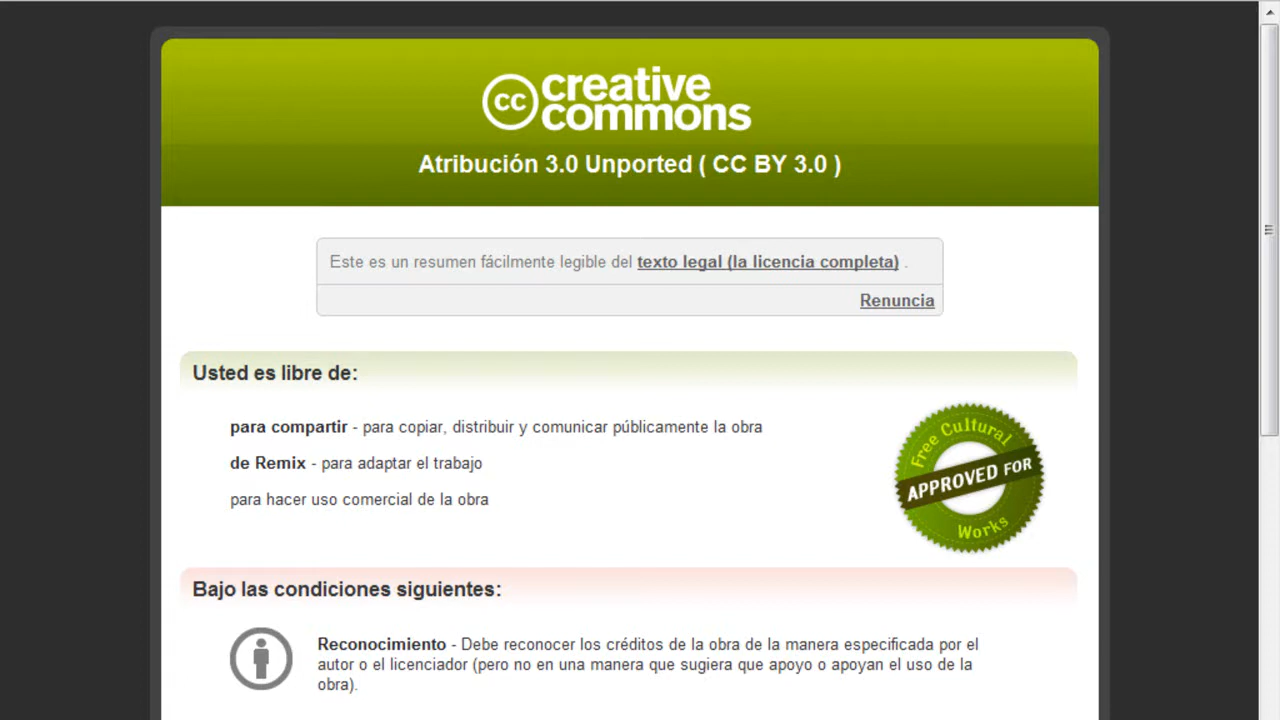 cc creative
commons
Atribución 3.0 Unported ( CC BY 3.0 )
Este es un resumen fácilmente legible del texto legal (la licencia completa) .
Renuncia
Usted es libre de:
para compartir - para copiar, distribuir y comunicar públicamente la obra
de Remix - para adaptar el trabajo
para hacer uso comercial de la obra
Free Cultural
APPROVED FOR
Works
Bajo las condiciones siguientes:
Reconocimiento - Debe reconocer los créditos de la obra de la manera especificada por el
autor o el licenciador (pero no en una manera que sugiera que apoyo o apoyan el uso de la
obra).